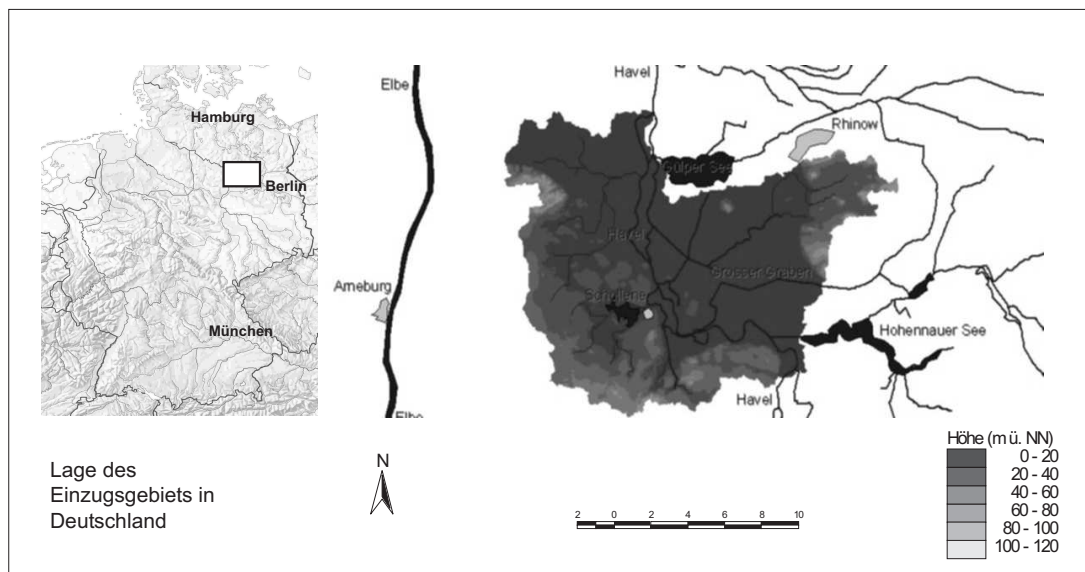 Hamburg
Berlin
München
Elbe
Havel
Rhinow
Gülper See
Havel
Grosser Graben
Schollene
Arneburg
Hohennauer See
Havel
Elbe
Lage des
Einzugsgebiets in
Deutschland
N
2 0 2 4 6 8 10
Höhe (m ü. NN)
0 - 20
20 - 40
40 - 60
60 - 80
80 - 100
100 - 120